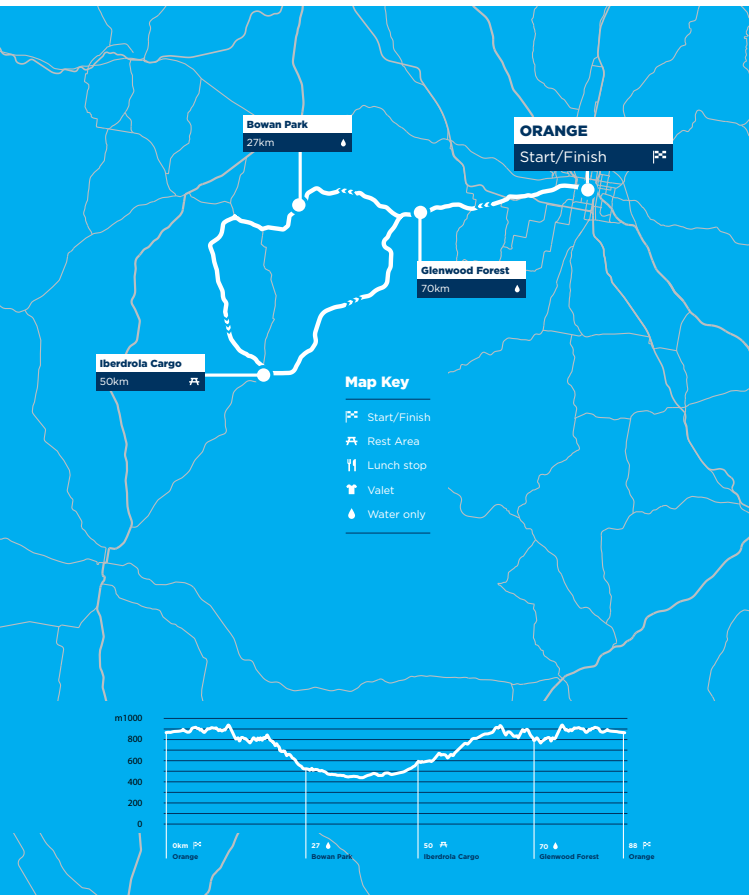 Bowan Park
27km
ORANGE
Start/Finish
Glenwood Forest
70km
Iberdrola Cargo
50km
Map Key
Start/Finish
Rest Area
Lunch stop
Valet
Water only
m1000
800
600
400
200
0
0km
Orange
27
Bowan Park
50
Iberdrola Cargo
70
Glenwood Forest
88
Orange